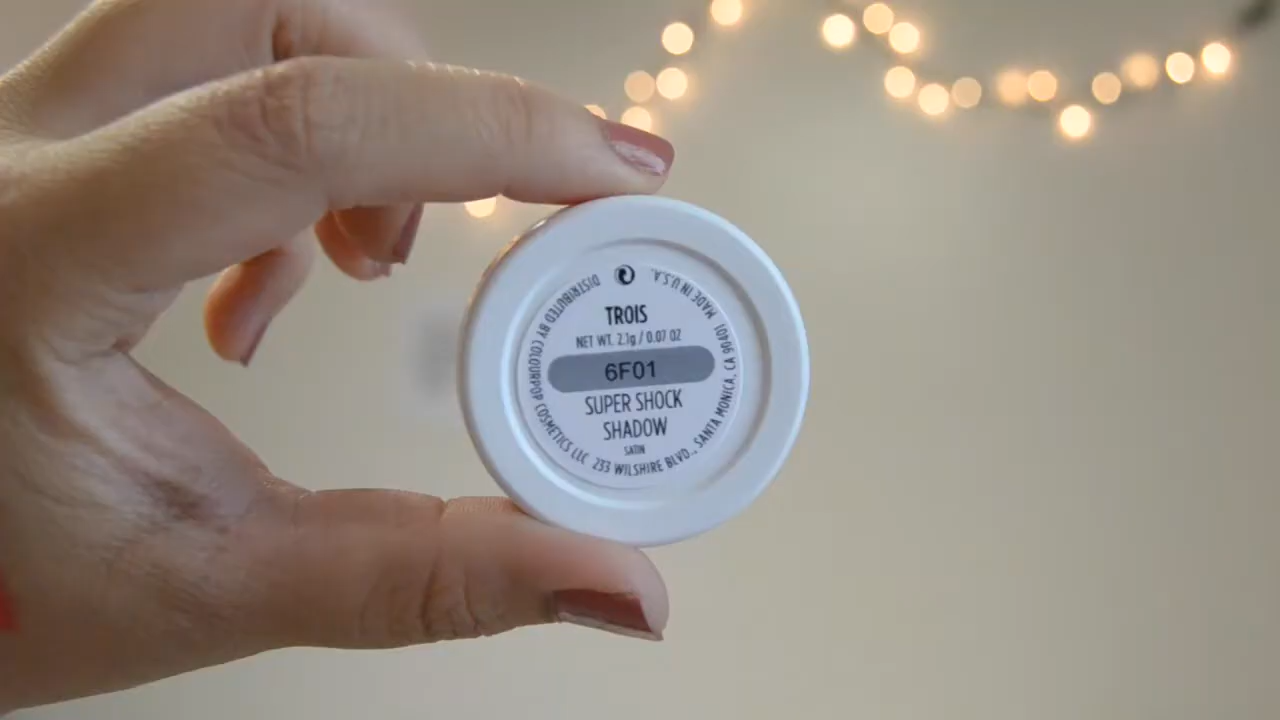 TROIS
NET WT. 2.1g / 0.07 OZ
6F01
SUPER SHOCK
SHADOW
SATIN
DISTRIBUTED BY COLOURPOP COSMETICS LLC 233 WILSHIRE BLVD., SANTA MONICA, CA 90401 MADE IN U.S.A.